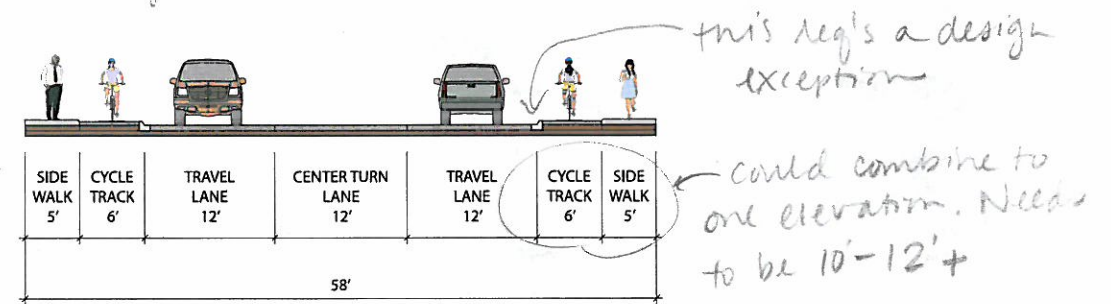 this req's a design
exception
SIDE WALK 5'
CYCLE TRACK 6'
TRAVEL LANE 12'
CENTER TURN LANE 12'
TRAVEL LANE 12'
CYCLE TRACK 6'
SIDE WALK 5'
could combine to
one elevation. Needs
to be 10'-12'+
58'